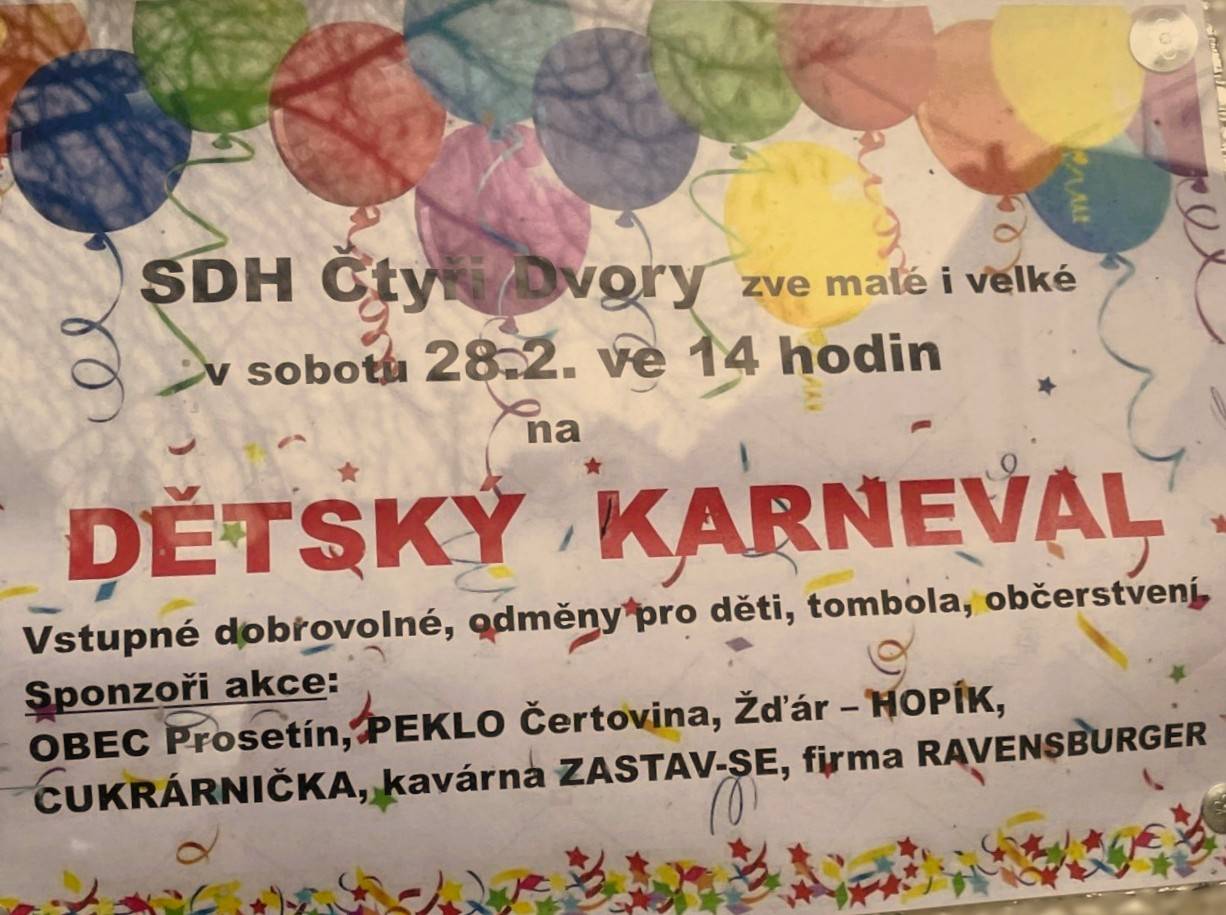 SDH Čtyři Dvory zve malé i velké
v sobotu 28.2. ve 14 hodin
na
DĚTSKÝ KARNEVAL
Vstupné dobrovolné, odměny pro děti, tombola, občerstvení.
Sponzoři akce:
OBEC Prosetín, PEKLO Čertovina, Žďár – HOPÍK,
CUKRÁRNIČKA, kavárna ZASTAV-SE, firma RAVENSBURGER